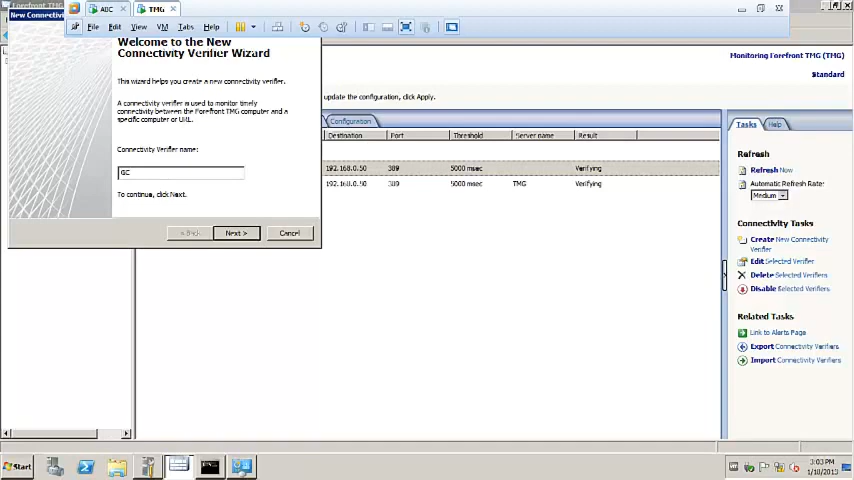 Forefront TMG
ADC
TMG
New Connectivi
File Edit View VM Tabs Help
Welcome to the New
Connectivity Verifier Wizard
This wizard helps you create a new connectivity verifier.
A connectivity verifier is used to monitor timely
connectivity between the Forefront TMG computer and a
specific computer or URL.
Connectivity Verifier name:
GC
To continue, click Next.
< Back
Next >
Cancel
Monitoring Forefront TMG (TMG)
Standard
update the configuration, click Apply.
Configuration
Destination Port Threshold Server name Result
192.168.0.50 389 5000 msec Verifying
192.168.0.50 389 5000 msec TMG Verifying
Tasks Help
Refresh
Refresh Now
Automatic Refresh Rate:
Medium
Connectivity Tasks
Create New Connectivity
Verifier
Edit Selected Verifier
Delete Selected Verifiers
Disable Selected Verifiers
Related Tasks
Link to Alerts Page
Export Connectivity Verifiers
Import Connectivity Verifiers
Start
3:03 PM
1/10/2013